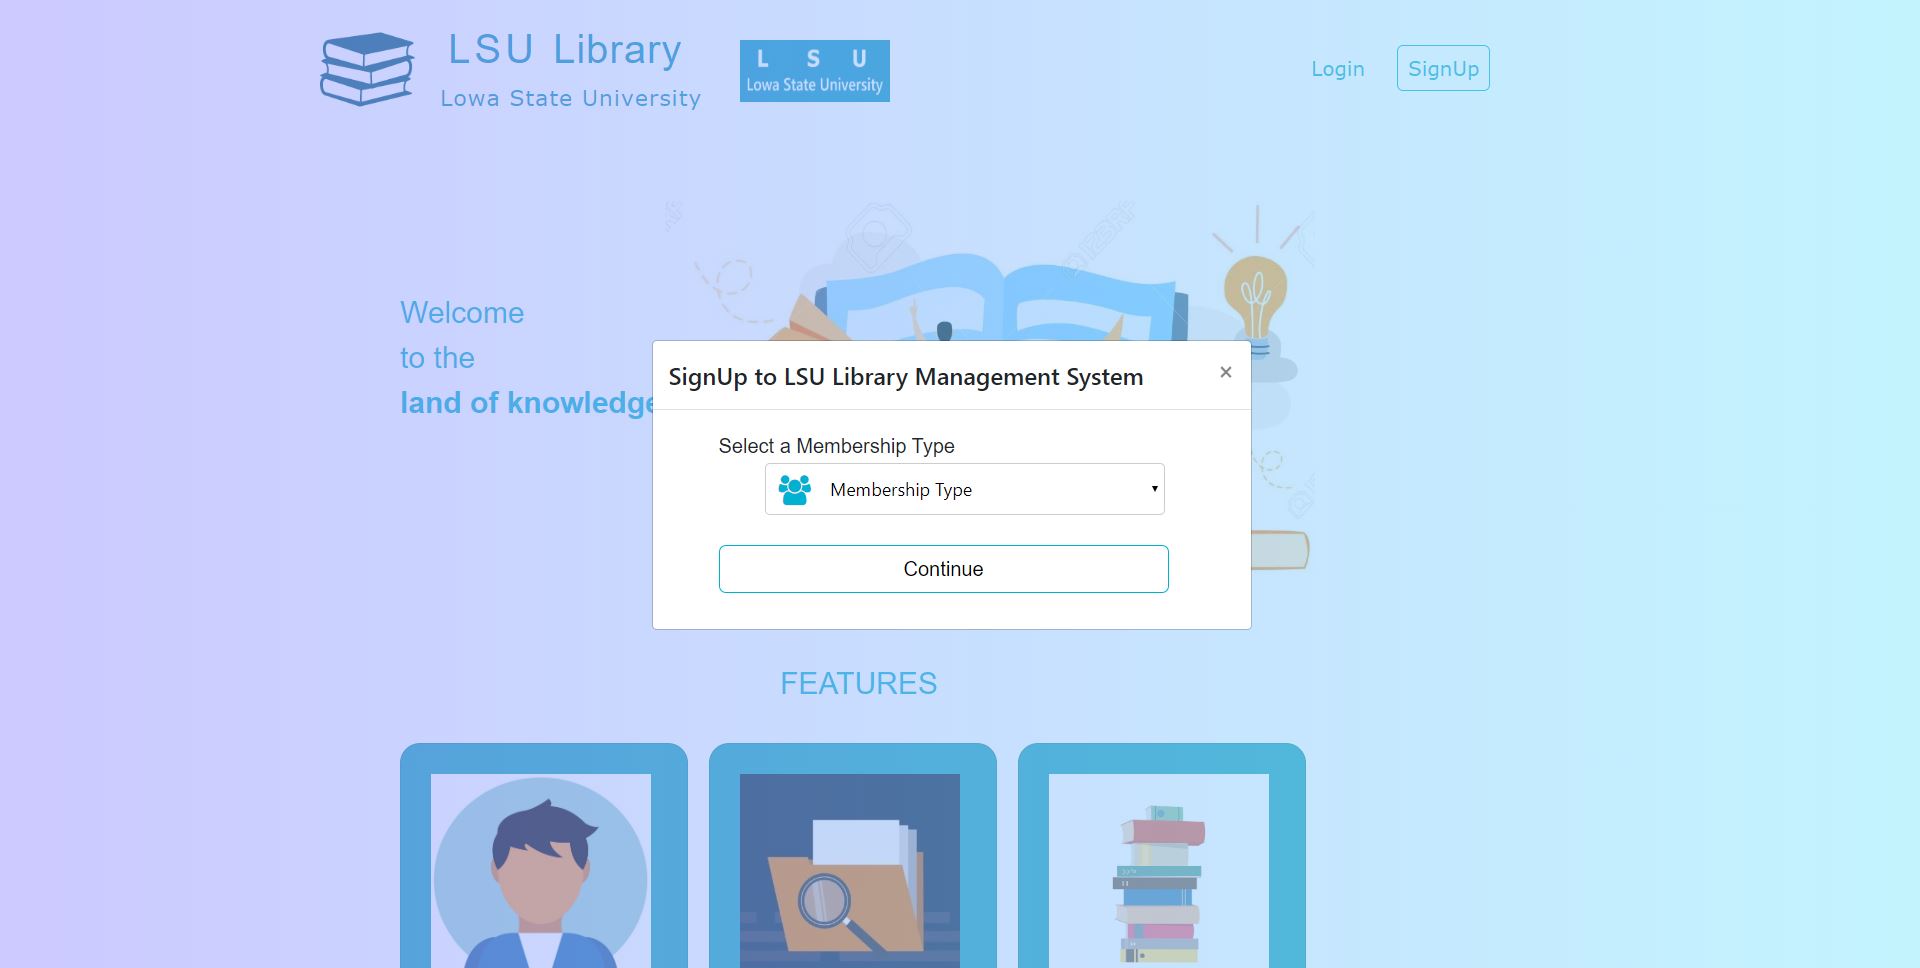 LSU Library
Lowa State University
L S U
Lowa State University
Login
SignUp
123RF
Welcome
to the
land of knowledge
SignUp to LSU Library Management System
×
Select a Membership Type
Membership Type
Continue
FEATURES